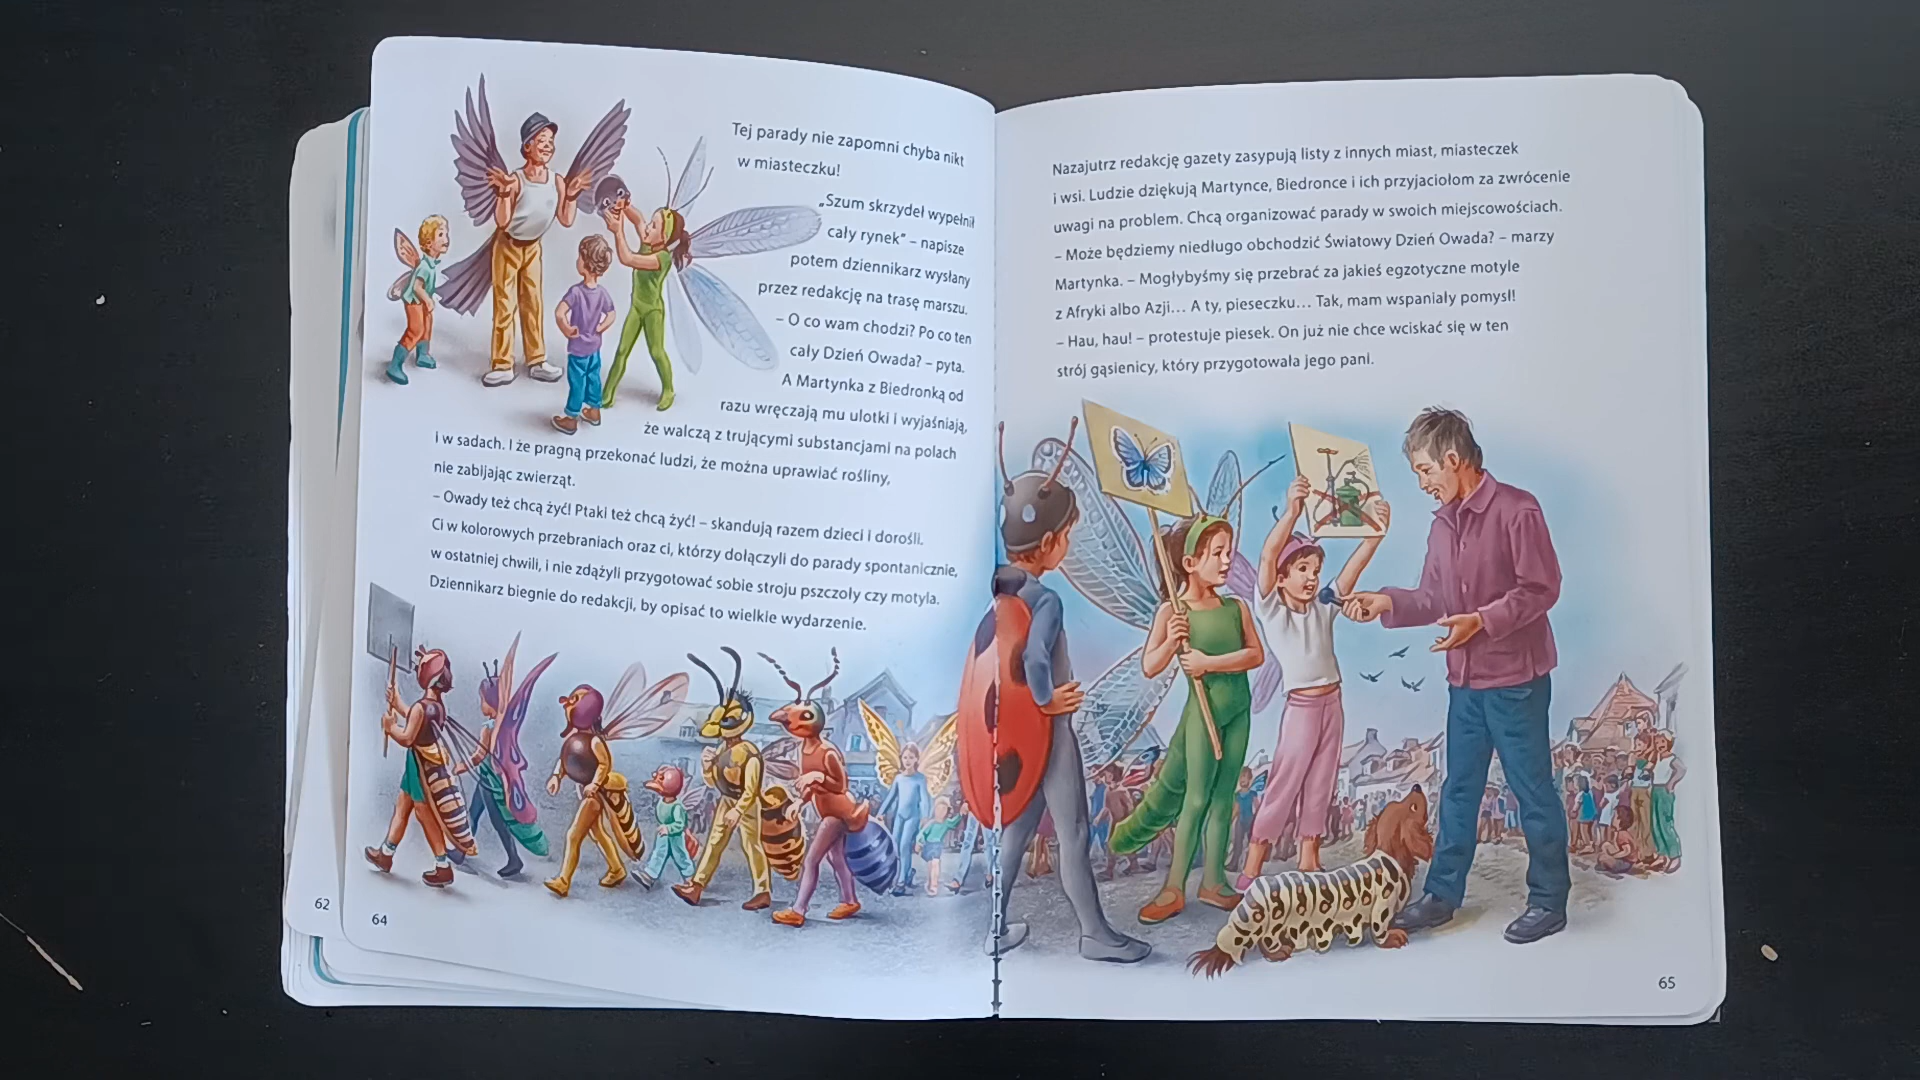 Tej parady nie zapomni chyba nikt
w miasteczku!
„Szum skrzydeł wypełnił
cały rynek” – napisze
potem dziennikarz wysłany
przez redakcję na trasę marszu.
– O co wam chodzi? Po co ten
cały Dzień Owada? – pyta.
A Martynka z Biedronką od
razu wręczają mu ulotki i wyjaśniają,
że walczą z trującymi substancjami na polach
i w sadach. I że pragną przekonać ludzi, że można uprawiać rośliny,
nie zabijając zwierząt.
– Owady też chcą żyć! Ptaki też chcą żyć! – skandują razem dzieci i dorośli.
Ci w kolorowych przebraniach oraz ci, którzy dołączyli do parady spontanicznie,
w ostatniej chwili, i nie zdążyli przygotować sobie stroju pszczoły czy motyla.
Dziennikarz biegnie do redakcji, by opisać to wielkie wydarzenie.
62
64
Nazajutrz redakcję gazety zasypują listy z innych miast, miasteczek
i wsi. Ludzie dziękują Martynce, Biedronce i ich przyjaciołom za zwrócenie
uwagi na problem. Chcą organizować parady w swoich miejscowościach.
– Może będziemy niedługo obchodzić Światowy Dzień Owada? – marzy
Martynka. – Mogłybyśmy się przebrać za jakieś egzotyczne motyle
z Afryki albo Azji... A ty, pieseczku... Tak, mam wspaniały pomysł!
– Hau, hau! – protestuje piesek. On już nie chce wciskać się w ten
strój gąsienicy, który przygotowała jego pani.
65